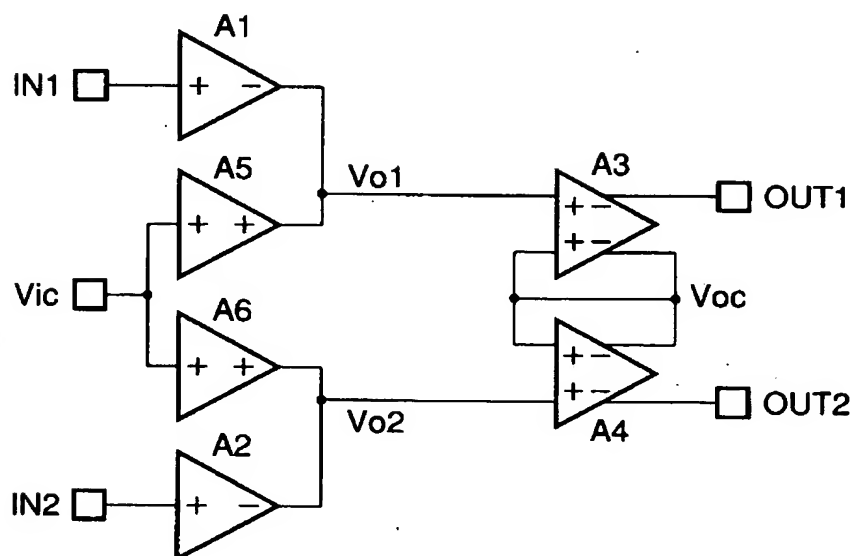 A1
IN1
+ −
A5
Vo1
A3
+ +
+ −
OUT1
+ −
Vic
Voc
A6
+ +
+ −
+ −
Vo2
OUT2
A2
A4
IN2
+ −